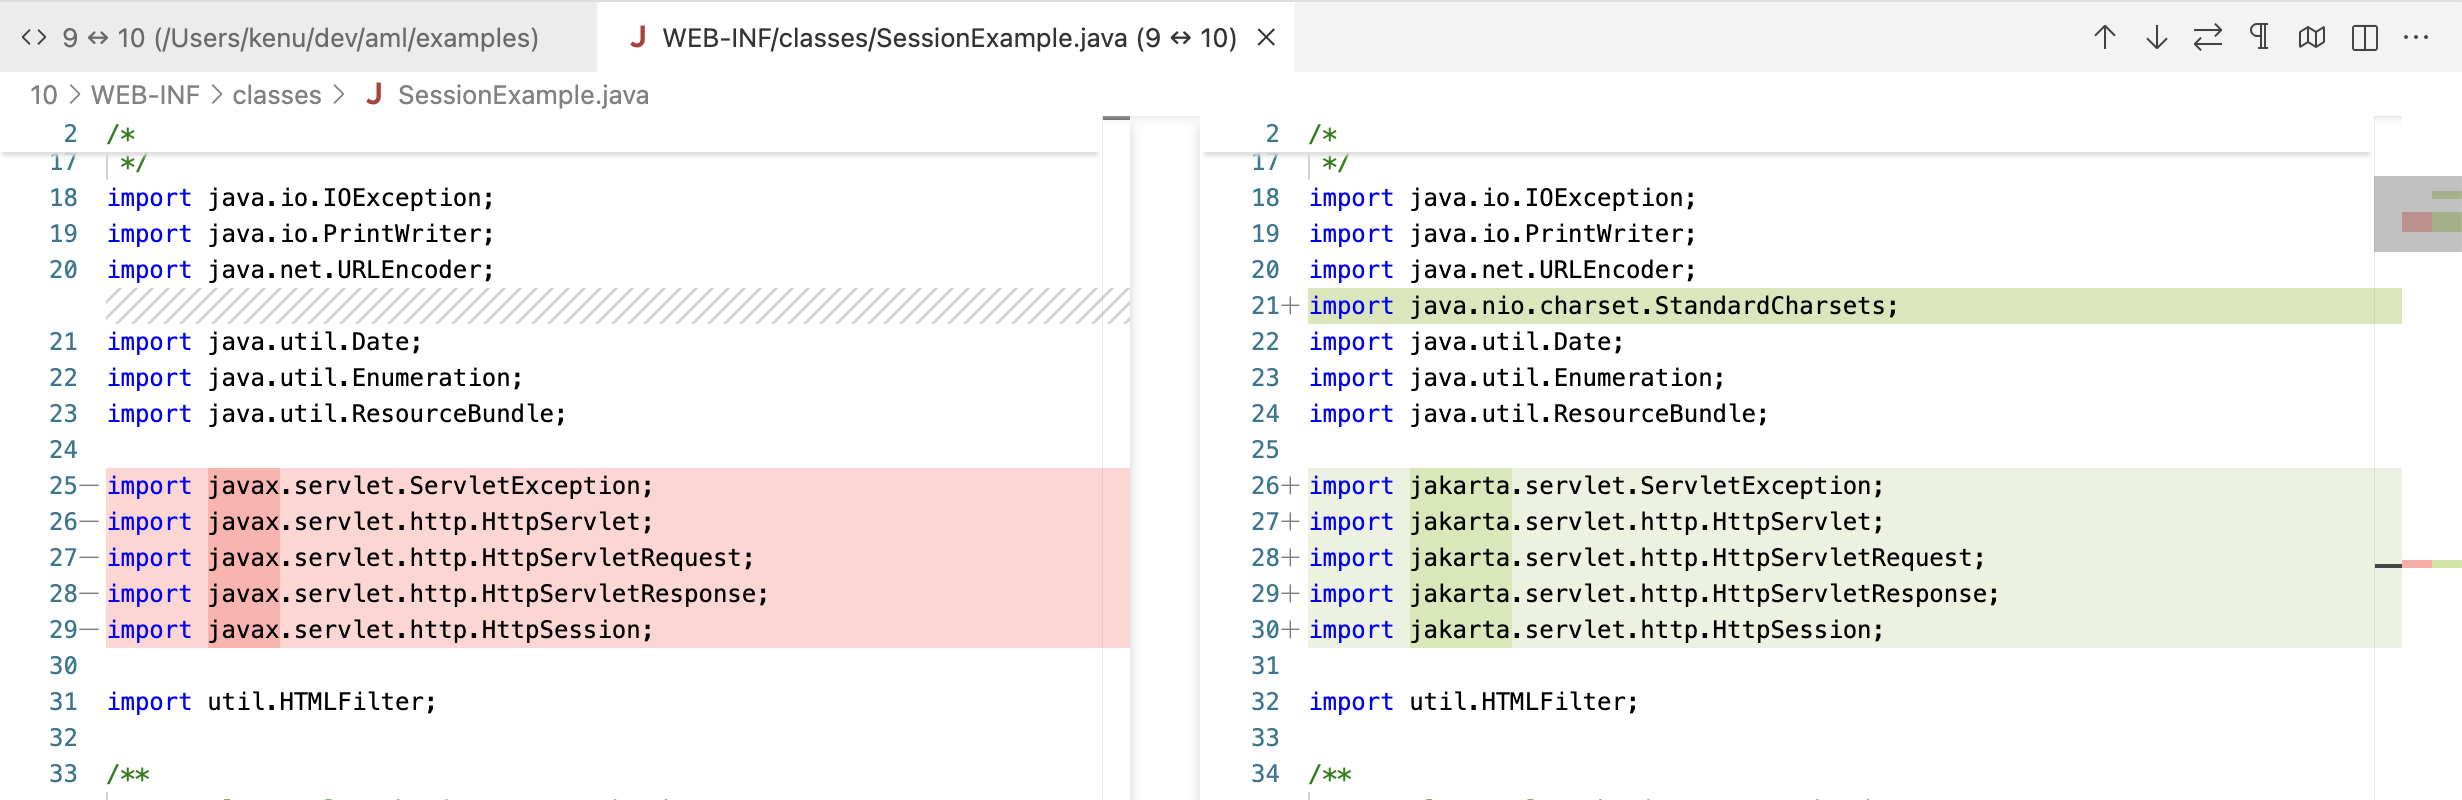 <> 9 ↔ 10 (/Users/kenu/dev/aml/examples)
J WEB-INF/classes/SessionExample.java (9 ↔ 10) ×
10 > WEB-INF > classes > J SessionExample.java
2 /*
17 */
18 import java.io.IOException;
19 import java.io.PrintWriter;
20 import java.net.URLEncoder;
21 import java.util.Date;
22 import java.util.Enumeration;
23 import java.util.ResourceBundle;
24
25— import javax.servlet.ServletException;
26— import javax.servlet.http.HttpServlet;
27— import javax.servlet.http.HttpServletRequest;
28— import javax.servlet.http.HttpServletResponse;
29— import javax.servlet.http.HttpSession;
30
31 import util.HTMLFilter;
32
33 /**
2 /*
17 */
18 import java.io.IOException;
19 import java.io.PrintWriter;
20 import java.net.URLEncoder;
21+ import java.nio.charset.StandardCharsets;
22 import java.util.Date;
23 import java.util.Enumeration;
24 import java.util.ResourceBundle;
25
26+ import jakarta.servlet.ServletException;
27+ import jakarta.servlet.http.HttpServlet;
28+ import jakarta.servlet.http.HttpServletRequest;
29+ import jakarta.servlet.http.HttpServletResponse;
30+ import jakarta.servlet.http.HttpSession;
31
32 import util.HTMLFilter;
33
34 /**